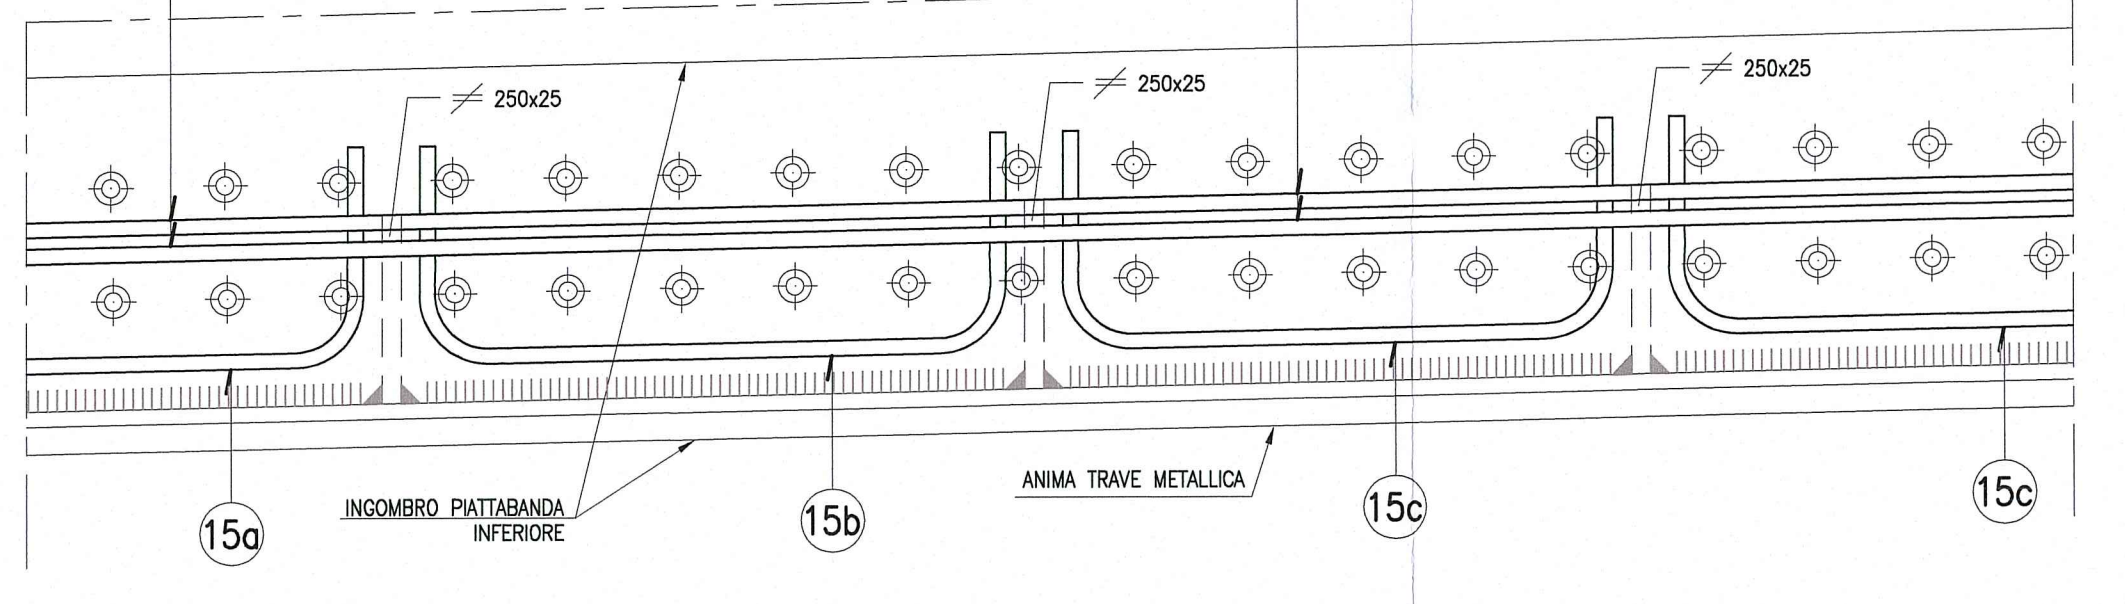 250x25
250x25
250x25
INGOMBRO PIATTABANDA
INFERIORE
ANIMA TRAVE METALLICA
15a
15b
15c
15c